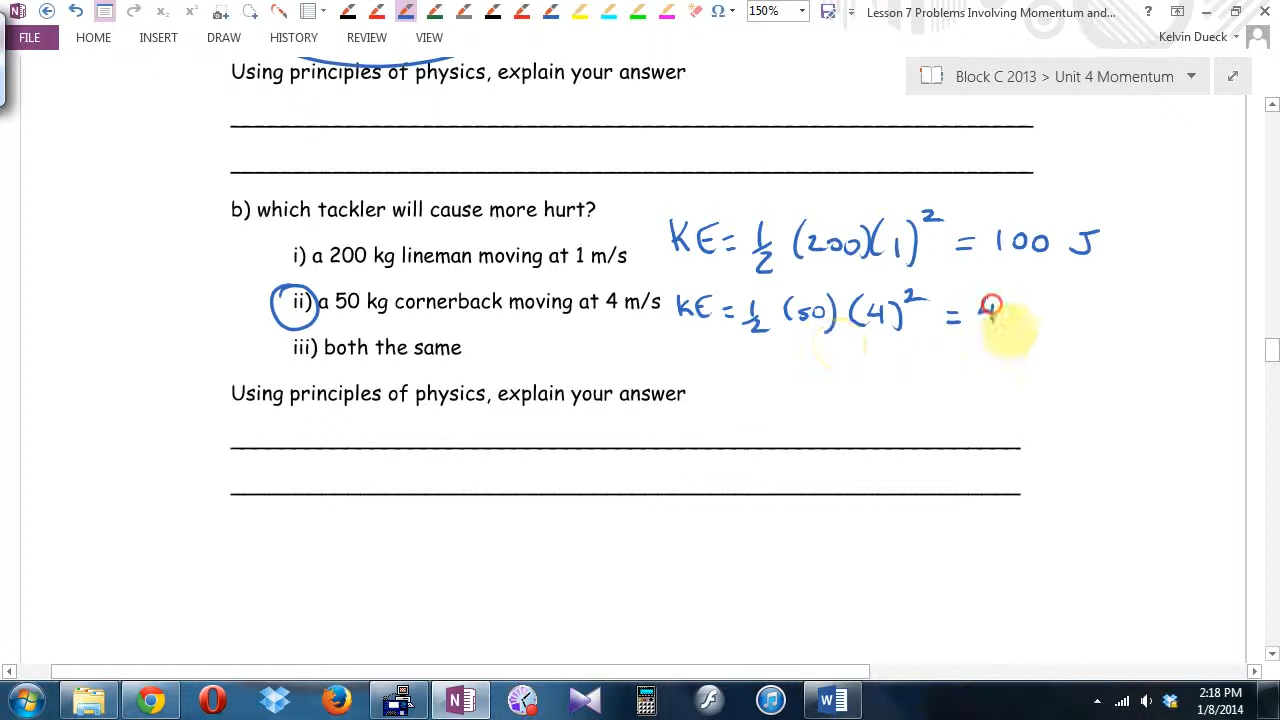 150%
Lesson 7 Problems Involving Momentum and...
FILE HOME INSERT DRAW HISTORY REVIEW VIEW
Kelvin Dueck
Block C 2013 > Unit 4 Momentum
Using principles of physics, explain your answer
b) which tackler will cause more hurt?
KE = 1/2 (200)(1)² = 100 J
i) a 200 kg lineman moving at 1 m/s
ii) a 50 kg cornerback moving at 4 m/s
KE = 1/2 (50)(4)² = 4
iii) both the same
Using principles of physics, explain your answer
2:18 PM
1/8/2014